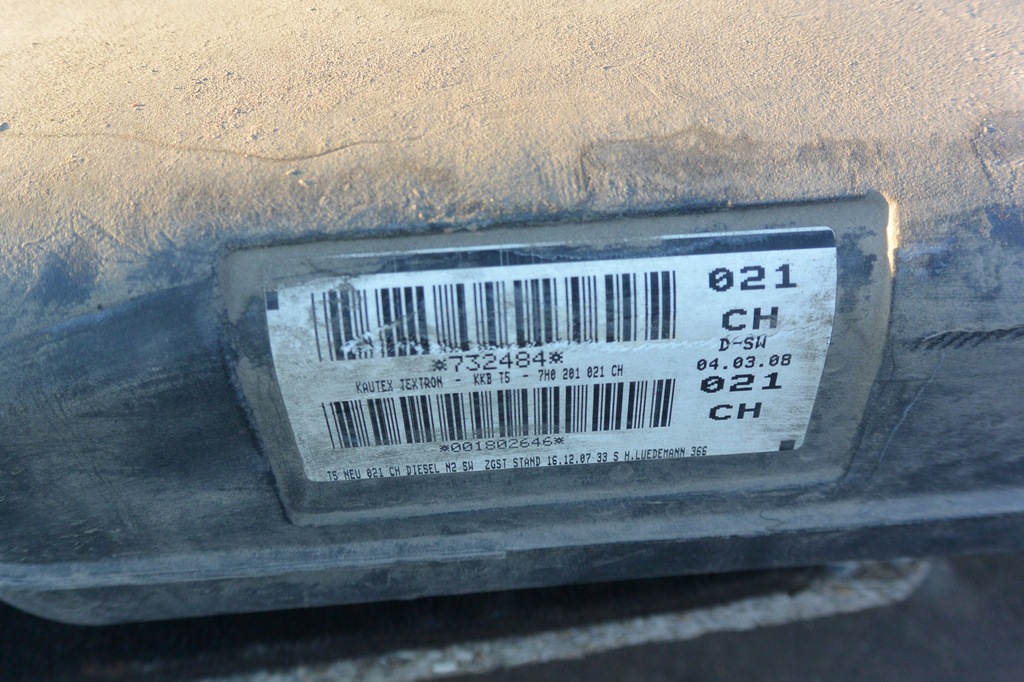 021
CH
D-SW
*732484*
04.03.08
KAUTEX TEXTRON - KKB T5 - 7H0 201 021 CH
021
CH
*001802646*
T5 NEU 021 CH DIESEL N2 SW ZGST STAND 16.12.07 33 S H.LUEDEMANN 366